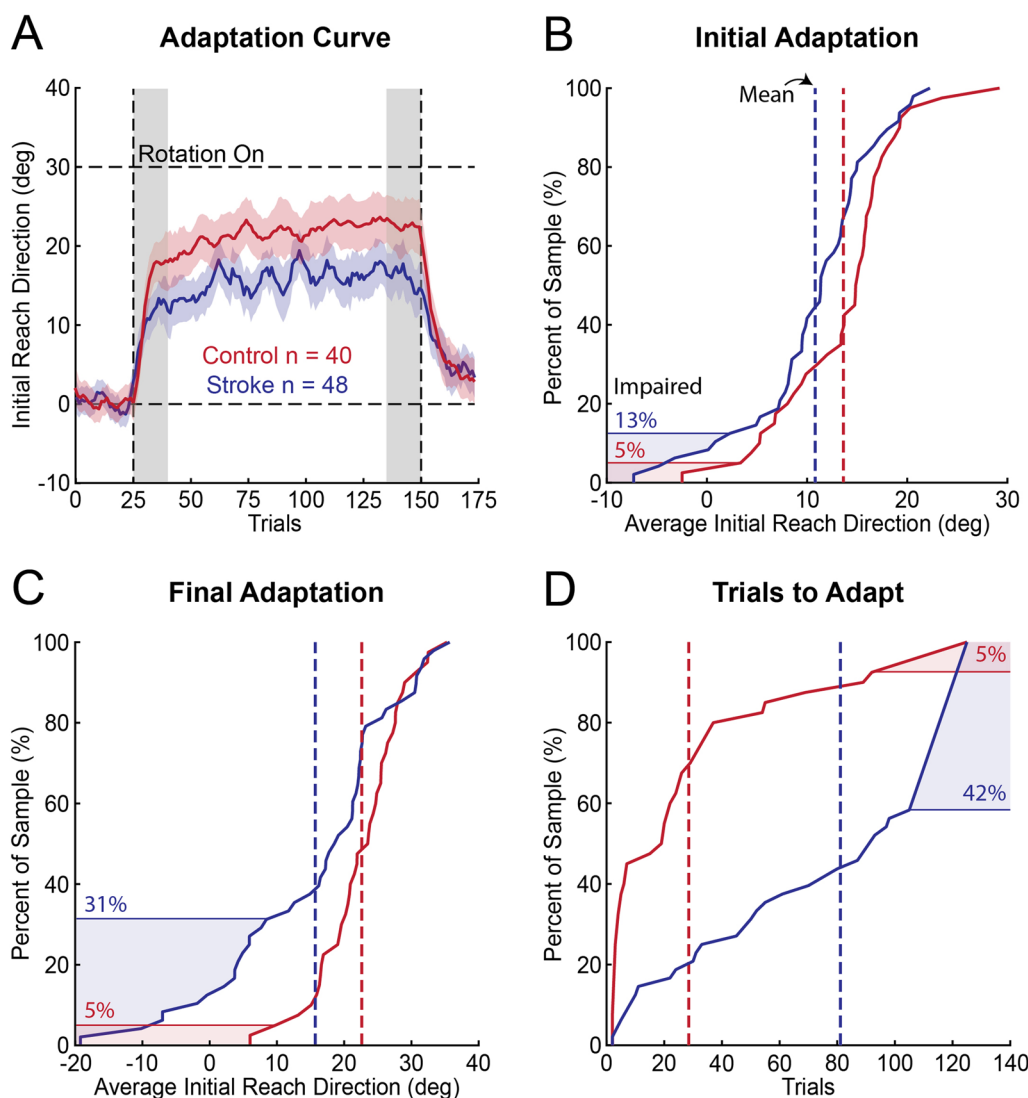 A
Adaptation Curve
Initial Reach Direction (deg)
40
30
20
10
0
-10
Rotation On
Control n = 40
Stroke n = 48
0
25
50
75
100
125
150
175
Trials
B
Initial Adaptation
Mean
Percent of Sample (%)
100
80
60
40
20
0
Impaired
13%
5%
-10
0
10
20
30
Average Initial Reach Direction (deg)
C
Final Adaptation
Percent of Sample (%)
100
80
60
40
20
0
31%
5%
-20
-10
0
10
20
30
40
Average Initial Reach Direction (deg)
D
Trials to Adapt
Percent of Sample (%)
100
80
60
40
20
0
5%
42%
0
20
40
60
80
100
120
140
Trials